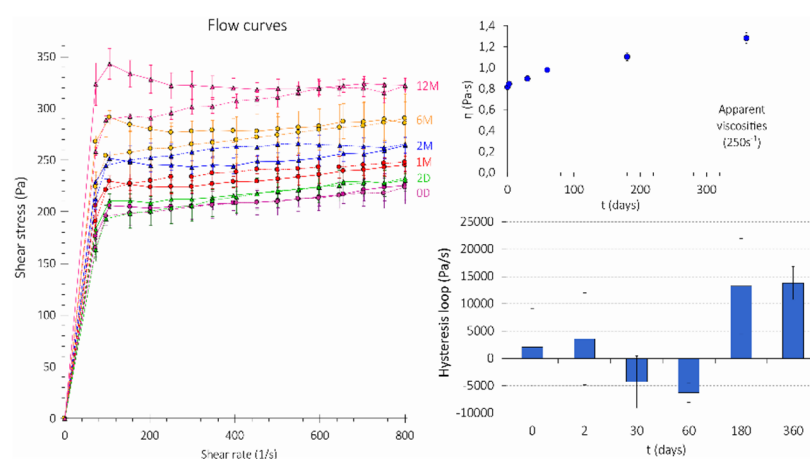 Flow curves
Shear stress (Pa)
350
300
250
200
150
100
50
0
12M
6M
2M
1M
2D
0D
0 200 400 600 800
Shear rate (1/s)
η (Pa·s)
1,4
1,2
1,0
0,8
0,6
0,4
0,2
0,0
Apparent
viscosities
(250s⁻¹)
0 100 200 300
t (days)
Hysteresis loop (Pa/s)
25000
20000
15000
10000
5000
0
-5000
-10000
0 2 30 60 180 360
t (days)